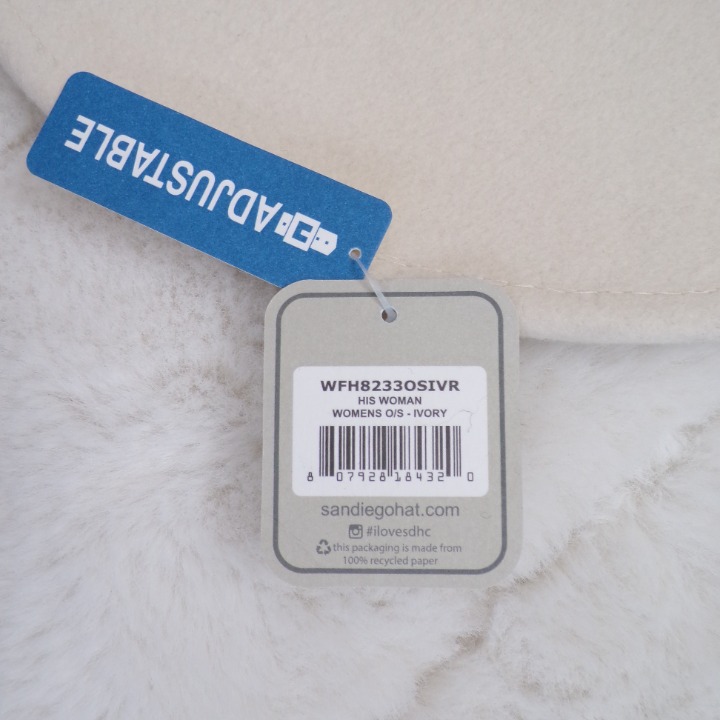 ADJUSTABLE
WFH8233OSIVR
HIS WOMAN
WOMENS O/S - IVORY
8 07928 18432 0
sandiegohat.com
#ilovesdhc
this packaging is made from
100% recycled paper